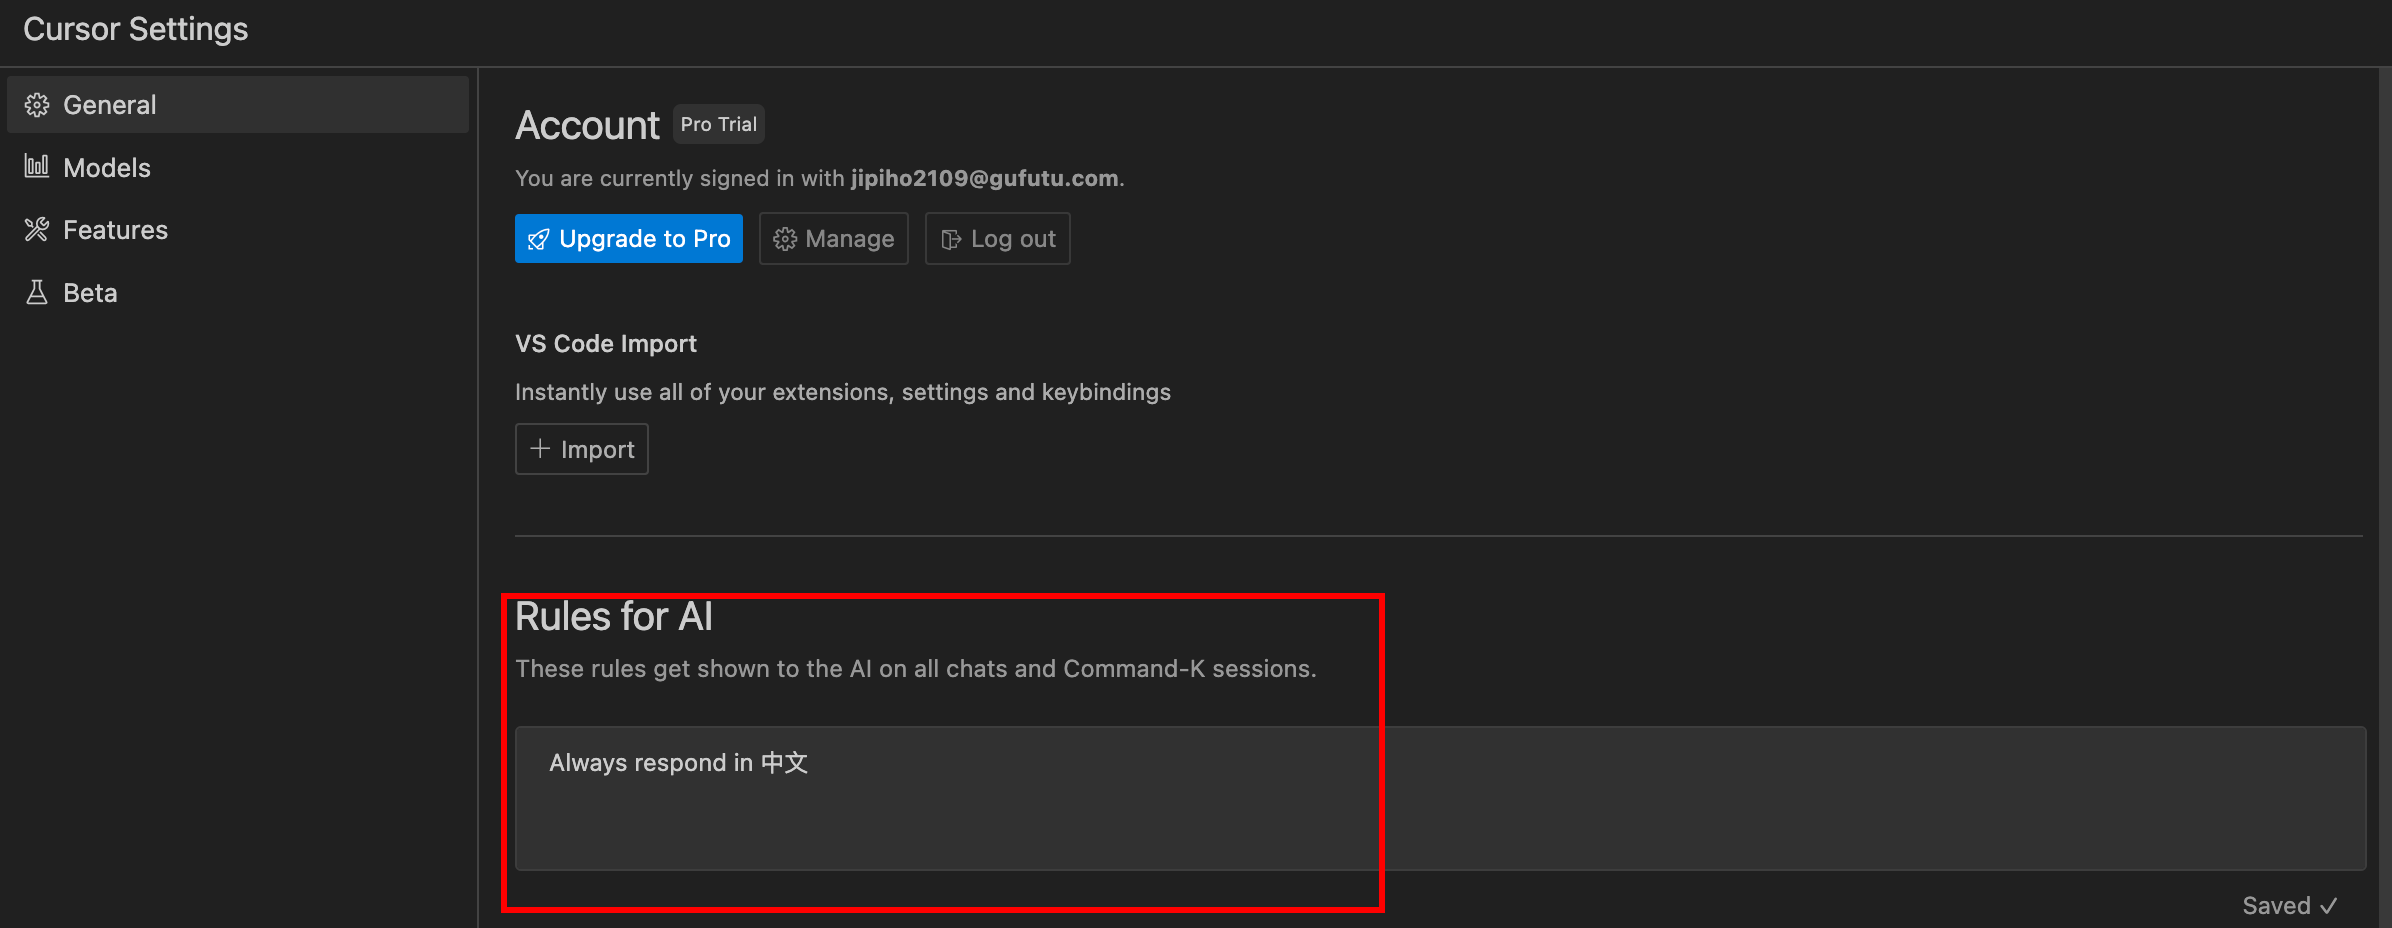 Cursor Settings
General
Models
Features
Beta
Account Pro Trial
You are currently signed in with jipiho2109@gufutu.com.
Upgrade to Pro Manage Log out
VS Code Import
Instantly use all of your extensions, settings and keybindings
Import
Rules for AI
These rules get shown to the AI on all chats and Command-K sessions.
Always respond in 中文
Saved